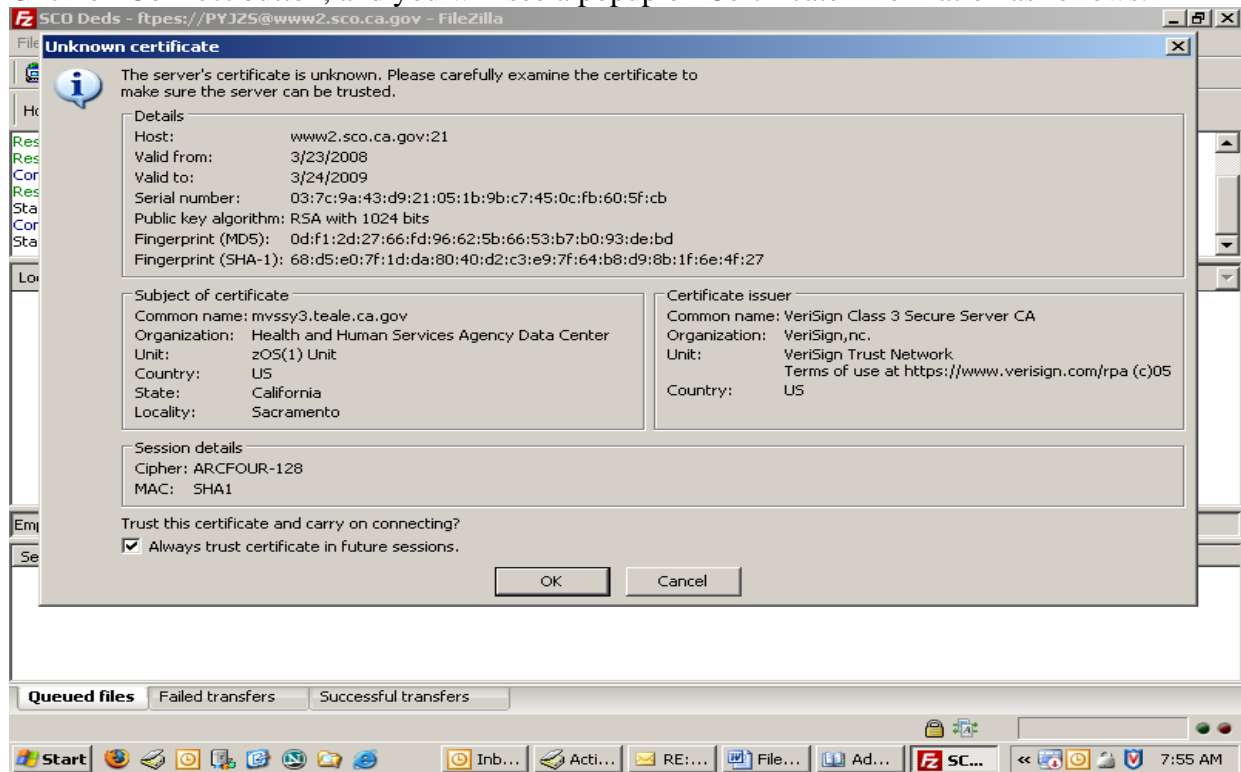 SCO Deds - ftpes://PYJZS@www2.sco.ca.gov - FileZilla
File
Unknown certificate
The server's certificate is unknown. Please carefully examine the certificate to
make sure the server can be trusted.
Details
Host: www2.sco.ca.gov:21
Valid from: 3/23/2008
Valid to: 3/24/2009
Serial number: 03:7c:9a:43:d9:21:05:1b:9b:c7:45:0c:fb:60:5f:cb
Public key algorithm: RSA with 1024 bits
Fingerprint (MD5): 0d:f1:2d:27:66:fd:96:62:5b:66:53:b7:b0:93:de:bd
Fingerprint (SHA-1): 68:d5:e0:7f:1d:da:80:40:d2:c3:e9:7f:64:b8:d9:8b:1f:6e:4f:27
Subject of certificate
Common name: mvssy3.teale.ca.gov
Organization: Health and Human Services Agency Data Center
Unit: zOS(1) Unit
Country: US
State: California
Locality: Sacramento
Certificate issuer
Common name: VeriSign Class 3 Secure Server CA
Organization: VeriSign,nc.
Unit: VeriSign Trust Network
Terms of use at https://www.verisign.com/rpa (c)05
Country: US
Session details
Cipher: ARCFOUR-128
MAC: SHA1
Trust this certificate and carry on connecting?
Always trust certificate in future sessions.
OK Cancel
Queued files Failed transfers Successful transfers
Start Inb... Acti... RE:... File... Ad... SC... « 7:55 AM